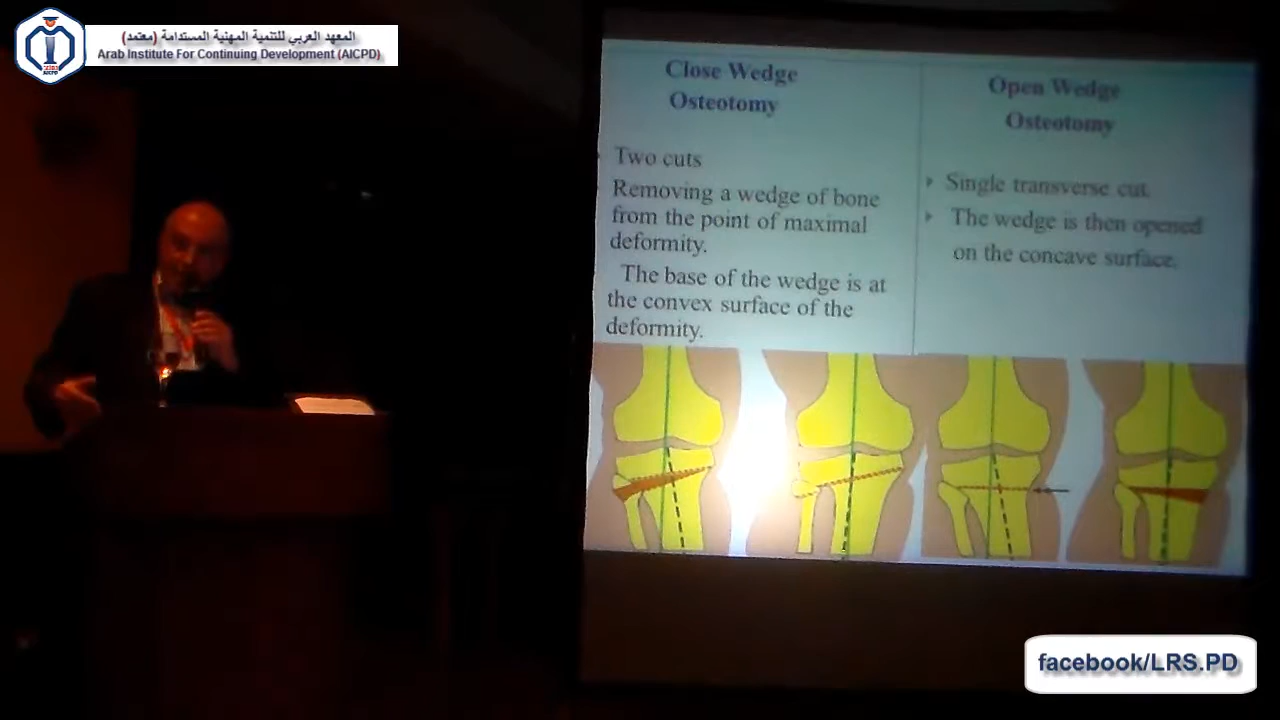 المعهد العربي للتنمية المهنية المستدامة (معتمد)
Arab Institute For Continuing Development (AICPD)
AICPD
Close Wedge
Osteotomy
Two cuts
Removing a wedge of bone
from the point of maximal
deformity.
The base of the wedge is at
the convex surface of the
deformity.
Open Wedge
Osteotomy
Single transverse cut.
The wedge is then opened
on the concave surface.
facebook/LRS.PD